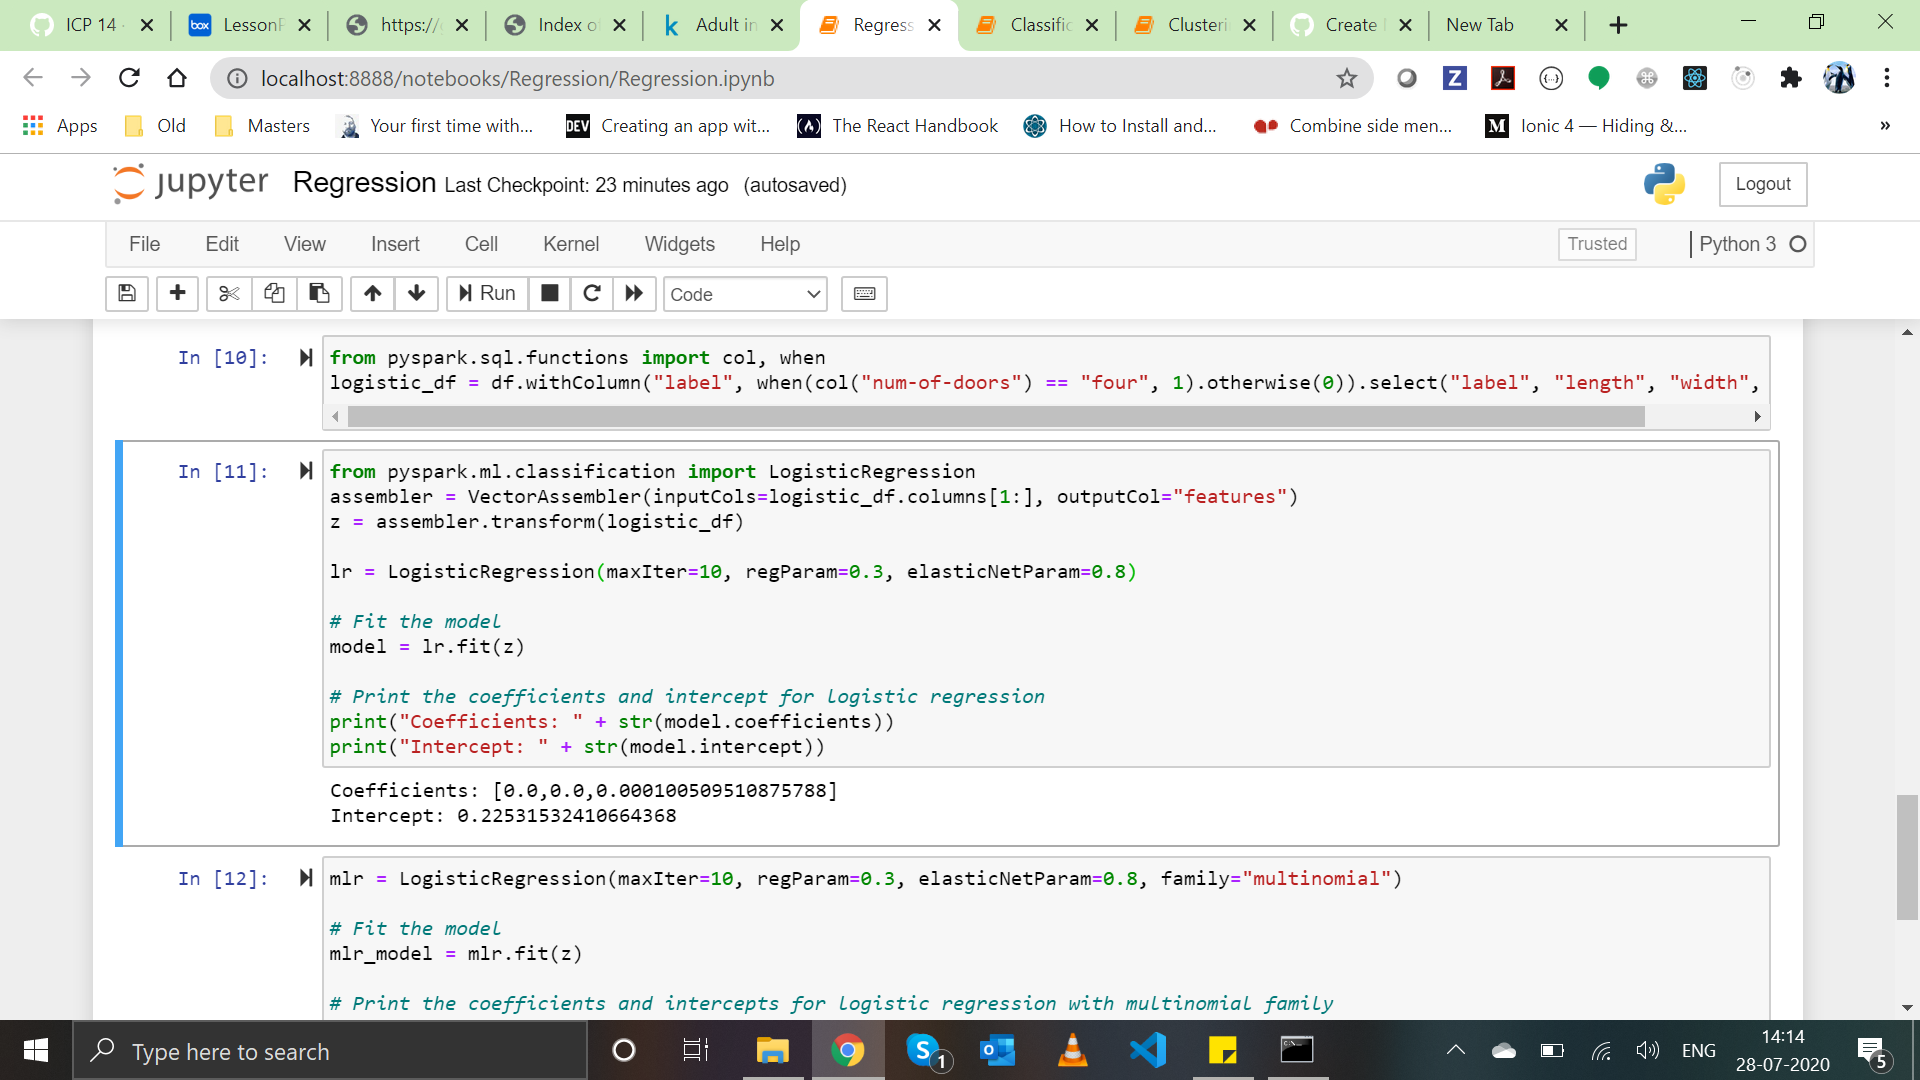 ICP 14
box LessonP
https://g
Index o
k Adult in
Regress
Classific
Clusteri
Create
New Tab
localhost:8888/notebooks/Regression/Regression.ipynb
Z
Apps
Old
Masters
Your first time with...
DEV Creating an app wit...
The React Handbook
How to Install and...
Combine side men...
M Ionic 4 — Hiding &...
»
jupyter Regression Last Checkpoint: 23 minutes ago (autosaved)
Logout
File Edit View Insert Cell Kernel Widgets Help
Trusted
Python 3
Run
Code
In [10]:
from pyspark.sql.functions import col, when
logistic_df = df.withColumn("label", when(col("num-of-doors") == "four", 1).otherwise(0)).select("label", "length", "width",
In [11]:
from pyspark.ml.classification import LogisticRegression
assembler = VectorAssembler(inputCols=logistic_df.columns[1:], outputCol="features")
z = assembler.transform(logistic_df)
lr = LogisticRegression(maxIter=10, regParam=0.3, elasticNetParam=0.8)
# Fit the model
model = lr.fit(z)
# Print the coefficients and intercept for logistic regression
print("Coefficients: " + str(model.coefficients))
print("Intercept: " + str(model.intercept))
Coefficients: [0.0,0.0,0.000100509510875788]
Intercept: 0.22531532410664368
In [12]:
mlr = LogisticRegression(maxIter=10, regParam=0.3, elasticNetParam=0.8, family="multinomial")
# Fit the model
mlr_model = mlr.fit(z)
# Print the coefficients and intercepts for logistic regression with multinomial family
Type here to search
S 1
ENG
14:14
28-07-2020
5